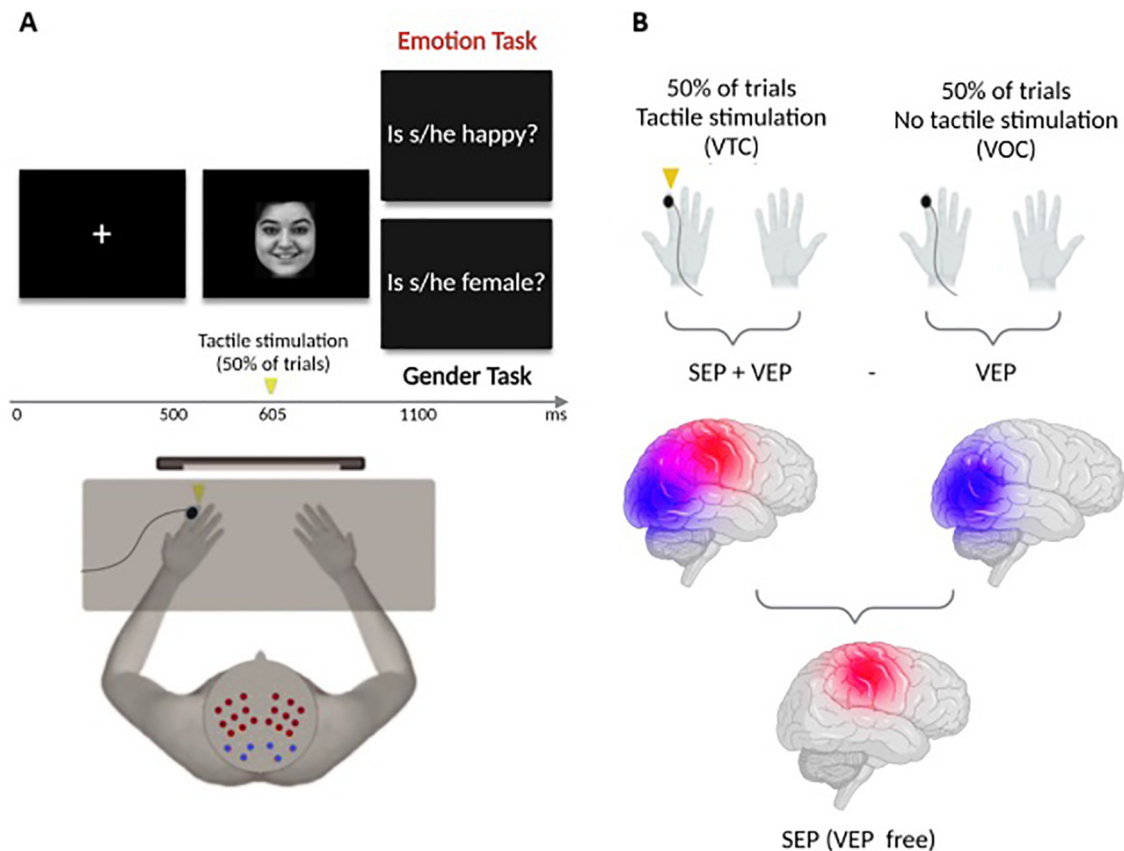 A
Emotion Task
Is s/he happy?
+
Is s/he female?
Tactile stimulation
(50% of trials)
Gender Task
0
500
605
1100
ms
B
50% of trials
Tactile stimulation
(VTC)
50% of trials
No tactile stimulation
(VOC)
SEP + VEP
-
VEP
SEP (VEP free)